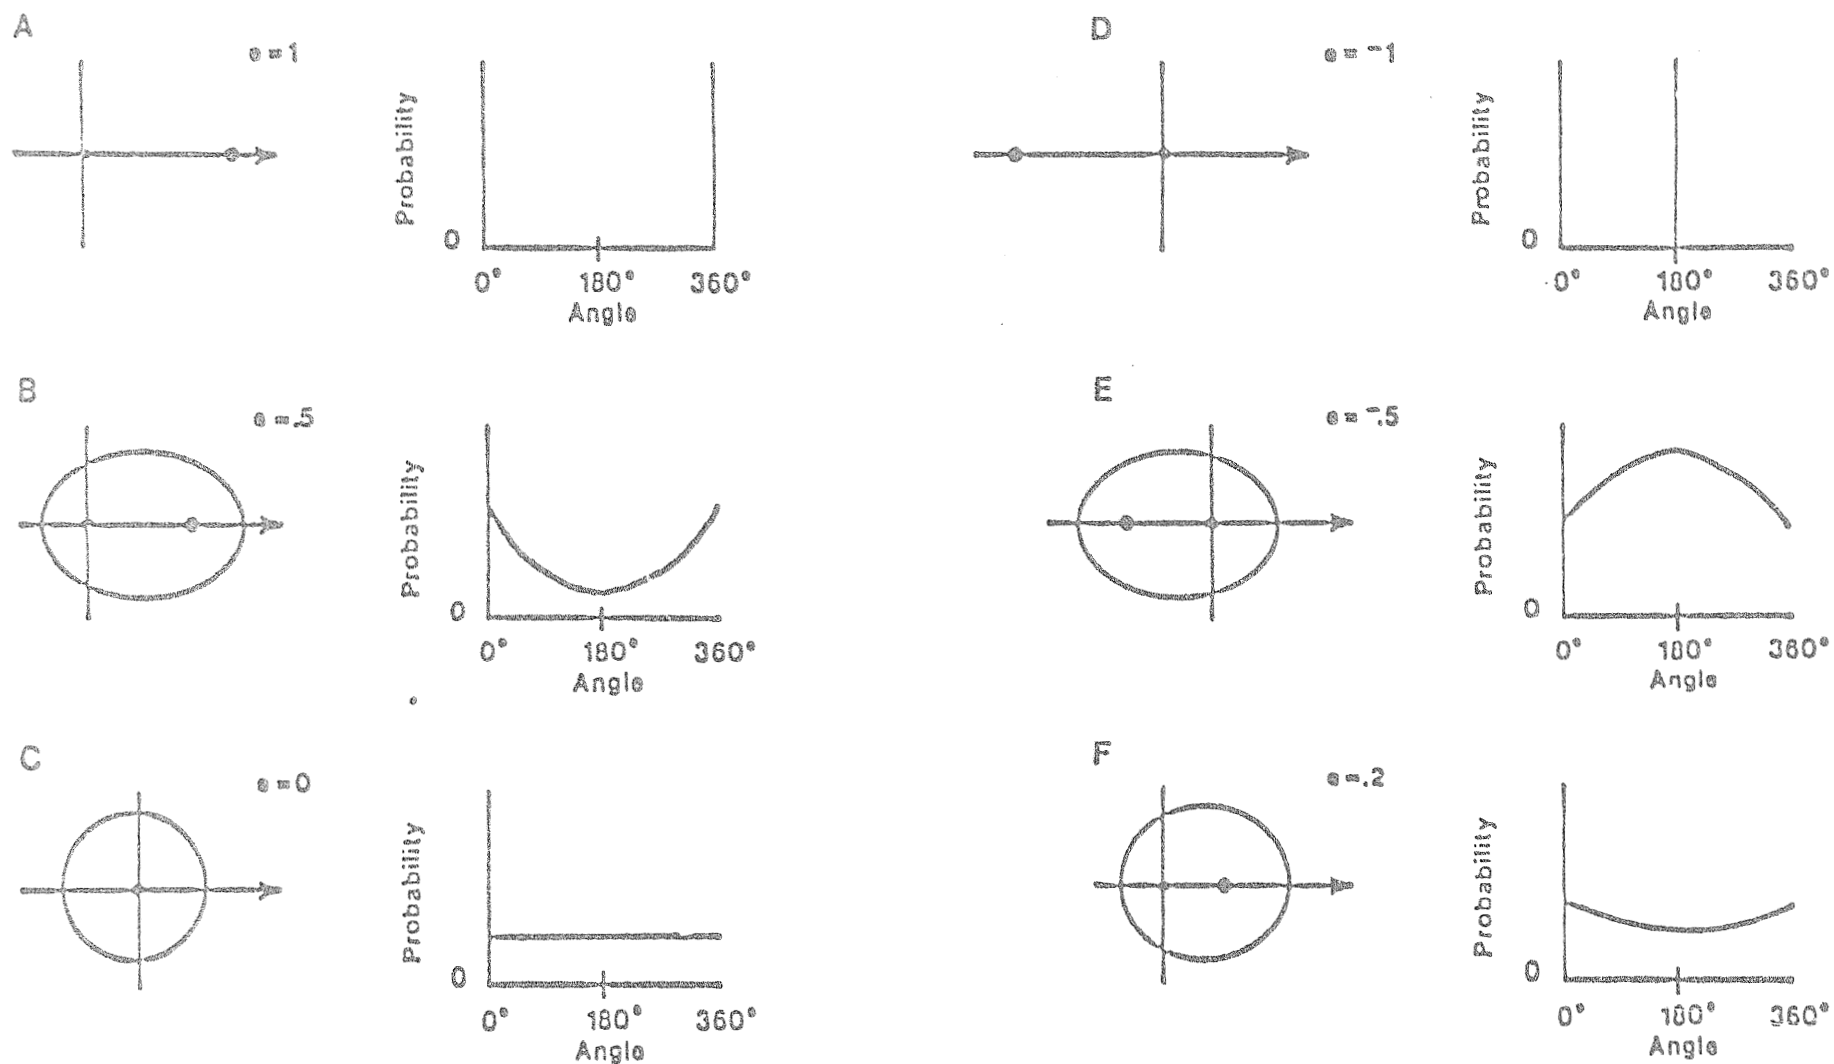 A
e = 1
Probability
0
0° 180° 360°
Angle
B
e = .5
Probability
0
0° 180° 360°
Angle
C
e = 0
Probability
0
0° 180° 360°
Angle
D
e = -1
Probability
0
0° 180° 360°
Angle
E
e = -.5
Probability
0
0° 180° 360°
Angle
F
e = .2
Probability
0
0° 180° 360°
Angle